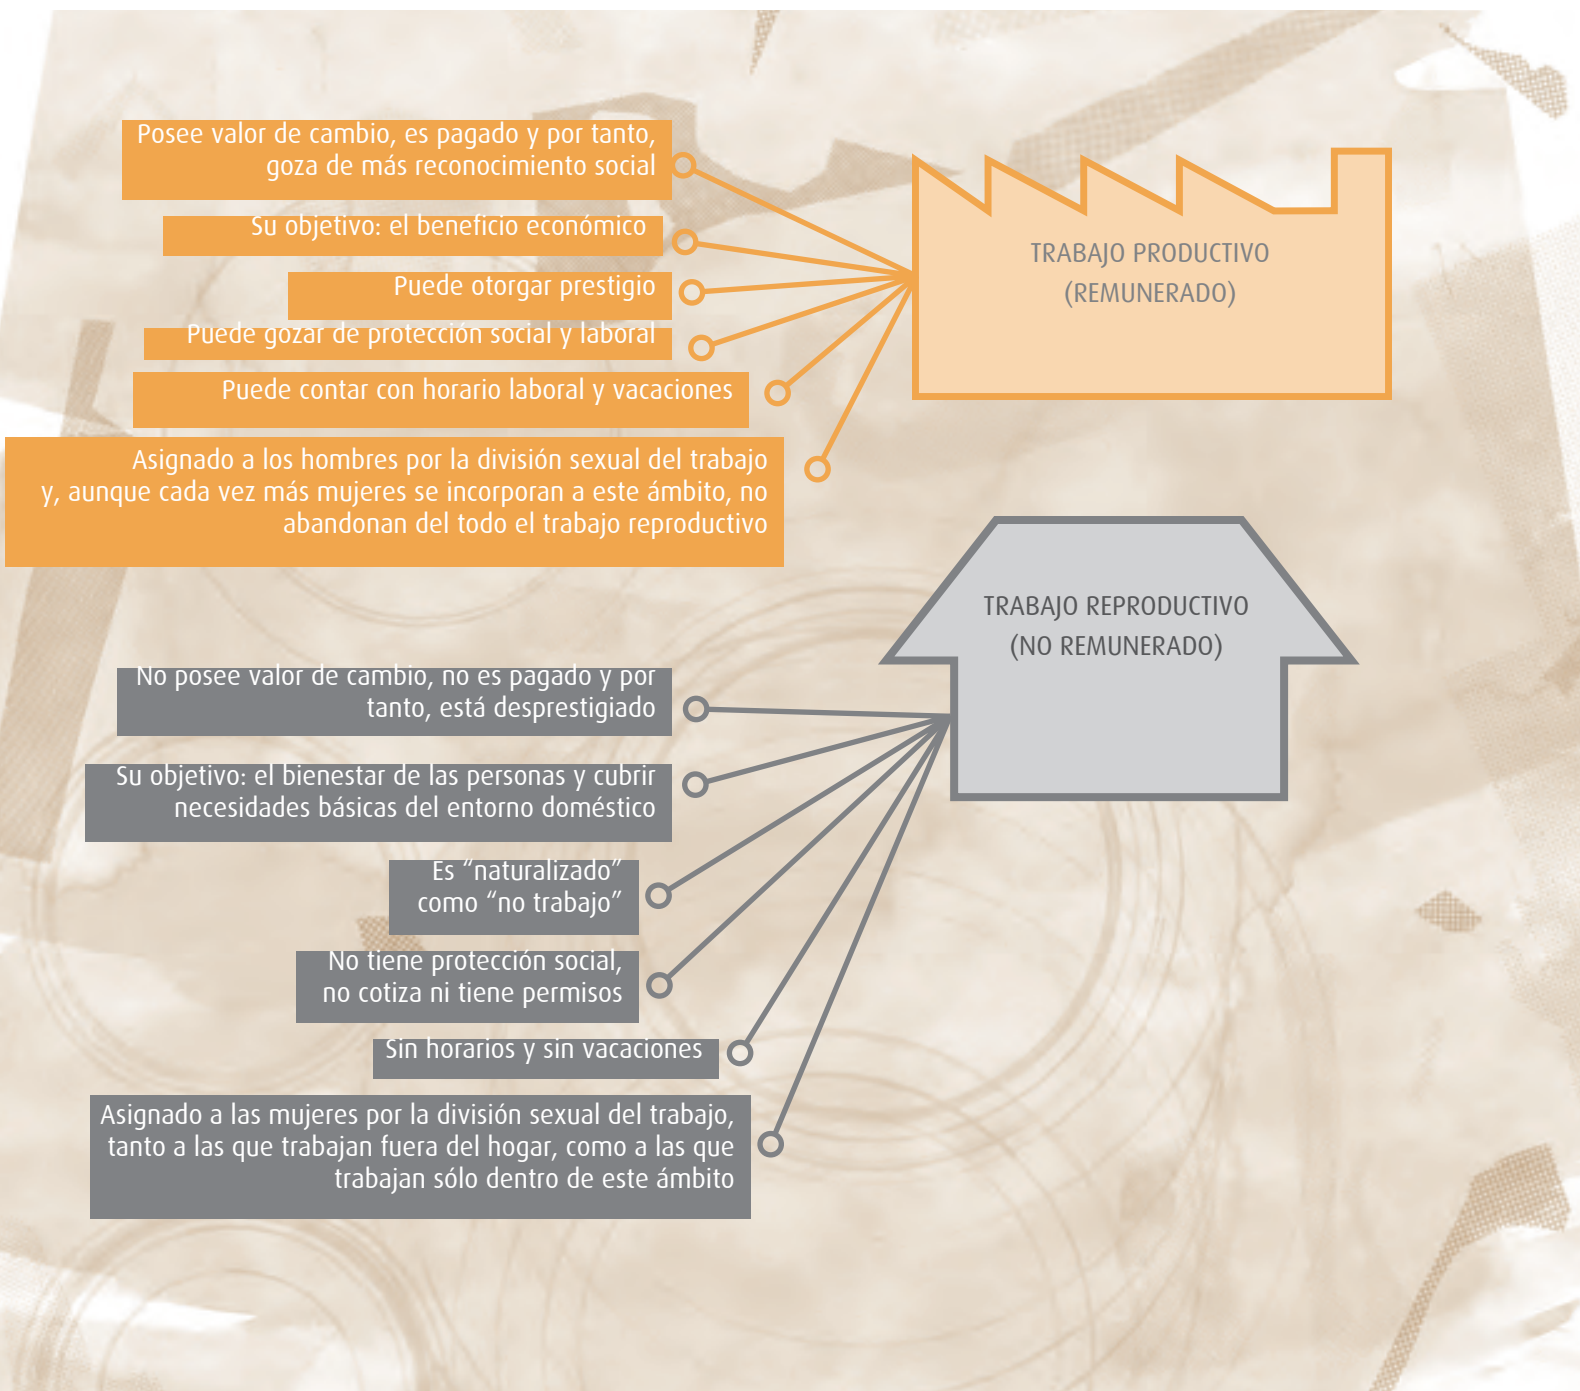 Posee valor de cambio, es pagado y por tanto,
goza de más reconocimiento social
Su objetivo: el beneficio económico
Puede otorgar prestigio
Puede gozar de protección social y laboral
Puede contar con horario laboral y vacaciones
Asignado a los hombres por la división sexual del trabajo
y, aunque cada vez más mujeres se incorporan a este ámbito, no
abandonan del todo el trabajo reproductivo
TRABAJO PRODUCTIVO
(REMUNERADO)
TRABAJO REPRODUCTIVO
(NO REMUNERADO)
No posee valor de cambio, no es pagado y por
tanto, está desprestigiado
Su objetivo: el bienestar de las personas y cubrir
necesidades básicas del entorno doméstico
Es “naturalizado”
como “no trabajo”
No tiene protección social,
no cotiza ni tiene permisos
Sin horarios y sin vacaciones
Asignado a las mujeres por la división sexual del trabajo,
tanto a las que trabajan fuera del hogar, como a las que
trabajan sólo dentro de este ámbito